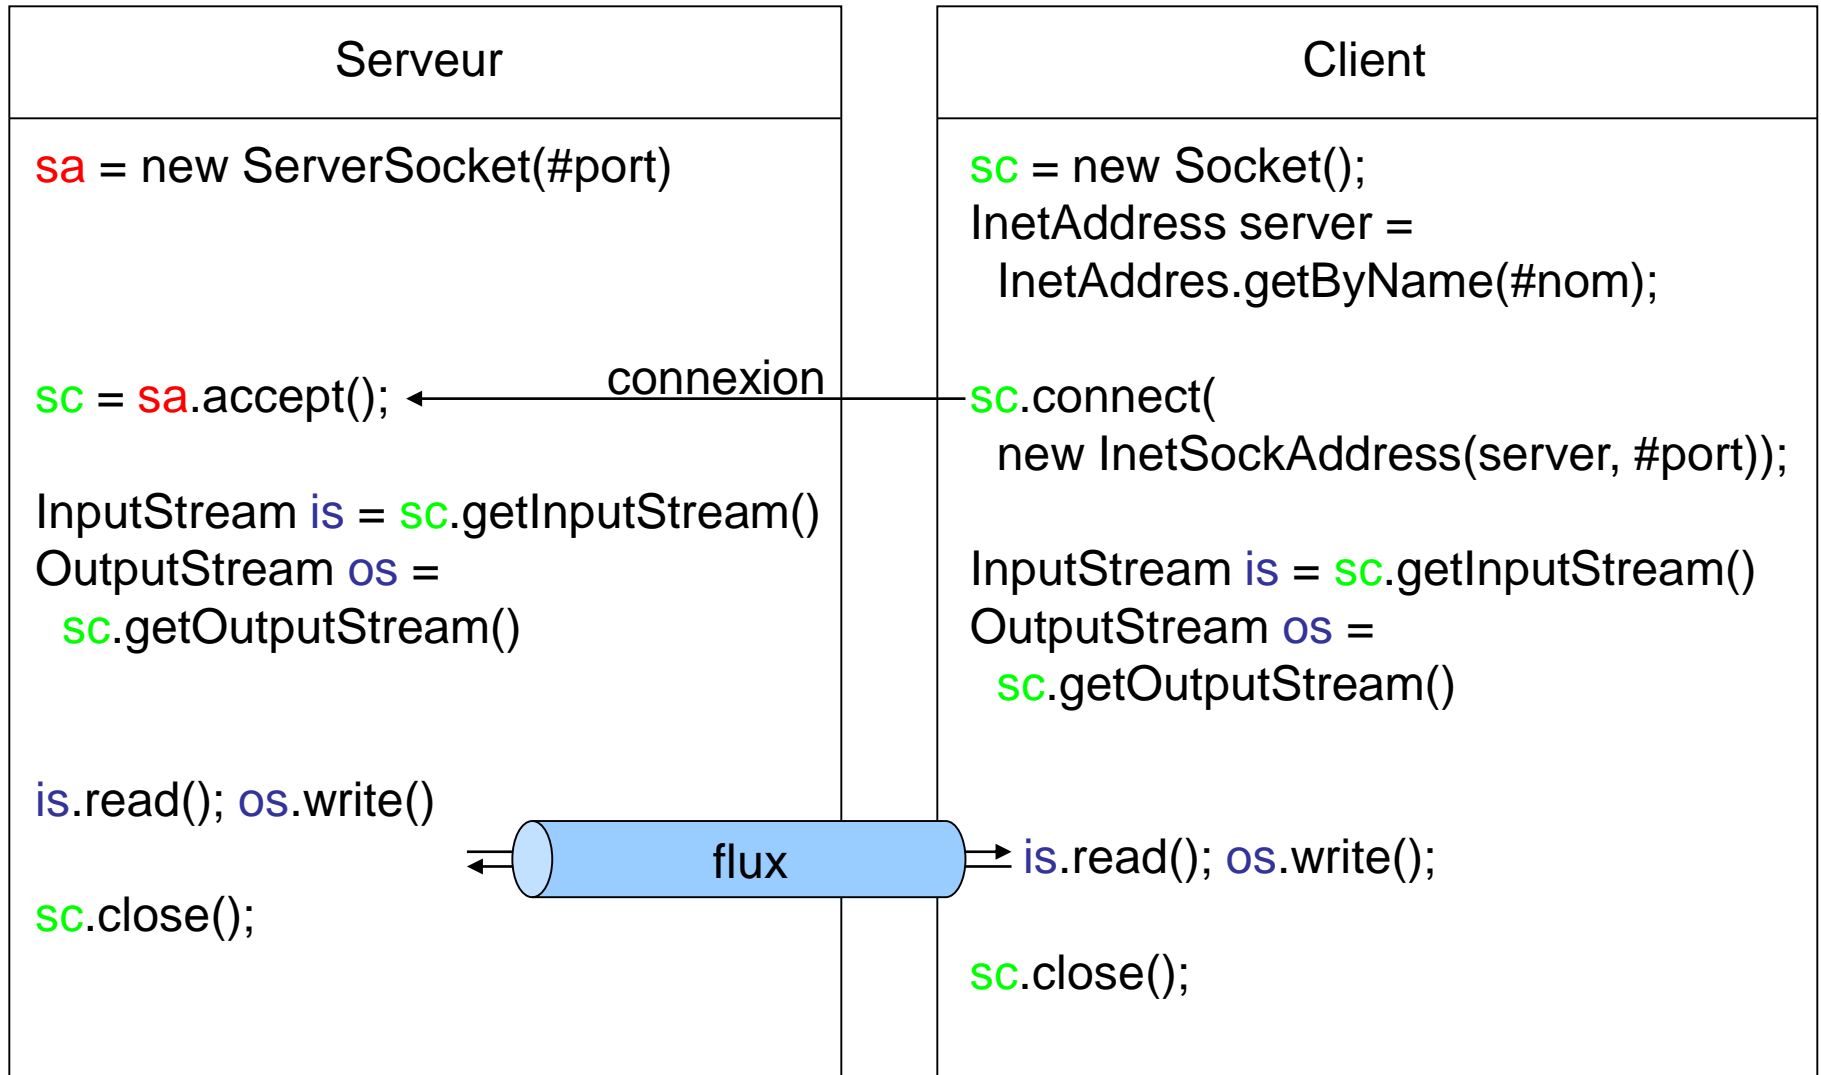 Serveur
sa = new ServerSocket(#port)
sc = sa.accept();
InputStream is = sc.getInputStream()
OutputStream os =
sc.getOutputStream()
is.read(); os.write()
sc.close();
connexion
flux
Client
sc = new Socket();
InetAddress server =
InetAddres.getByName(#nom);
sc.connect(
new InetSockAddress(server, #port));
InputStream is = sc.getInputStream()
OutputStream os =
sc.getOutputStream()
is.read(); os.write();
sc.close();